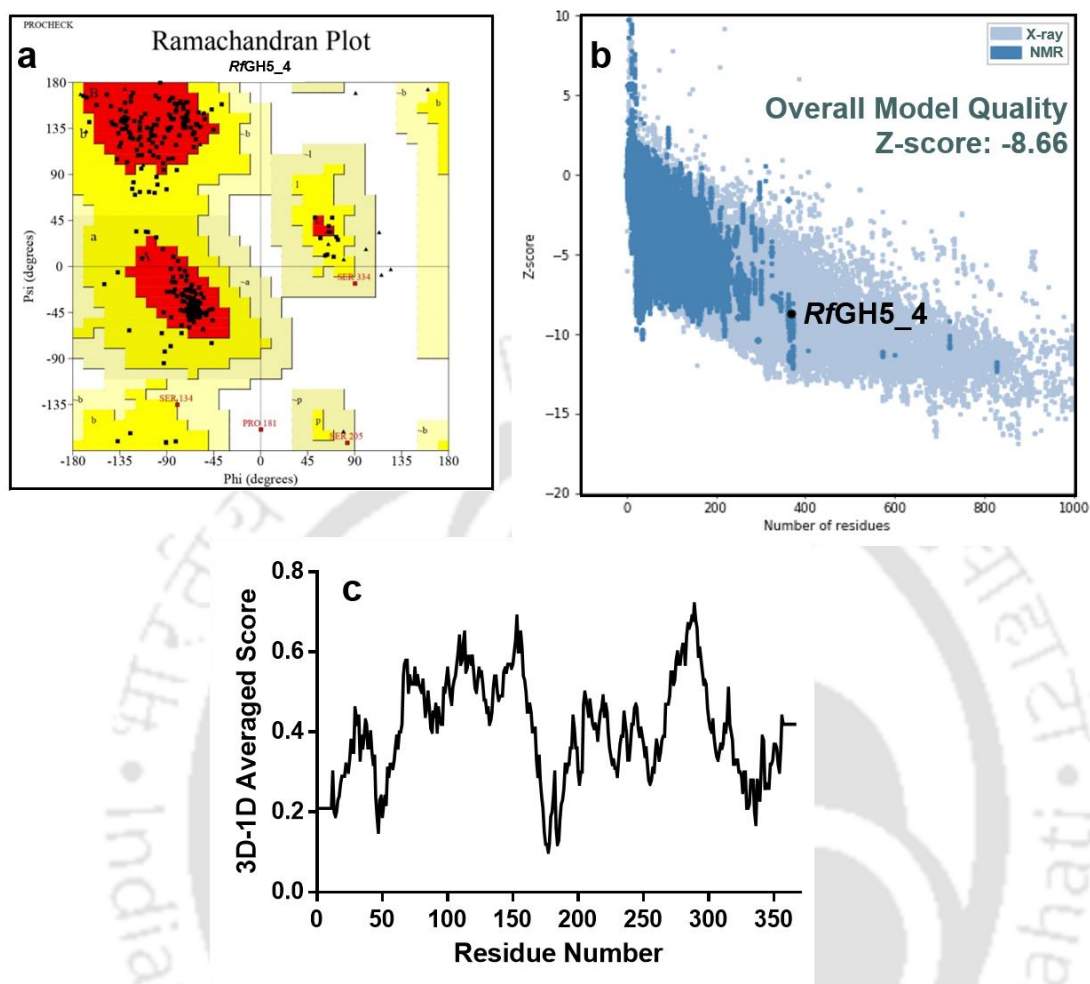 PROCHECK
a
Ramachandran Plot
RfGH5_4
180
135
90
45
0
-45
-90
-135
-180
-135
-90
-45
0
45
90
135
180
Psi (degrees)
Phi (degrees)
B
b
~b
a
A
~a
~l
l
~b
b
SER 334
~b
SER 134
b
PRO 181
~p
p
SER 205
~b
b
X-ray
NMR
Overall Model Quality
Z-score: -8.66
RfGH5_4
10
5
0
−5
−10
−15
−20
Z-score
0
200
400
600
800
1000
Number of residues
c
0.8
0.6
0.4
0.2
0.0
3D-1D Averaged Score
0
50
100
150
200
250
300
350
Residue Number
Indian
ahati